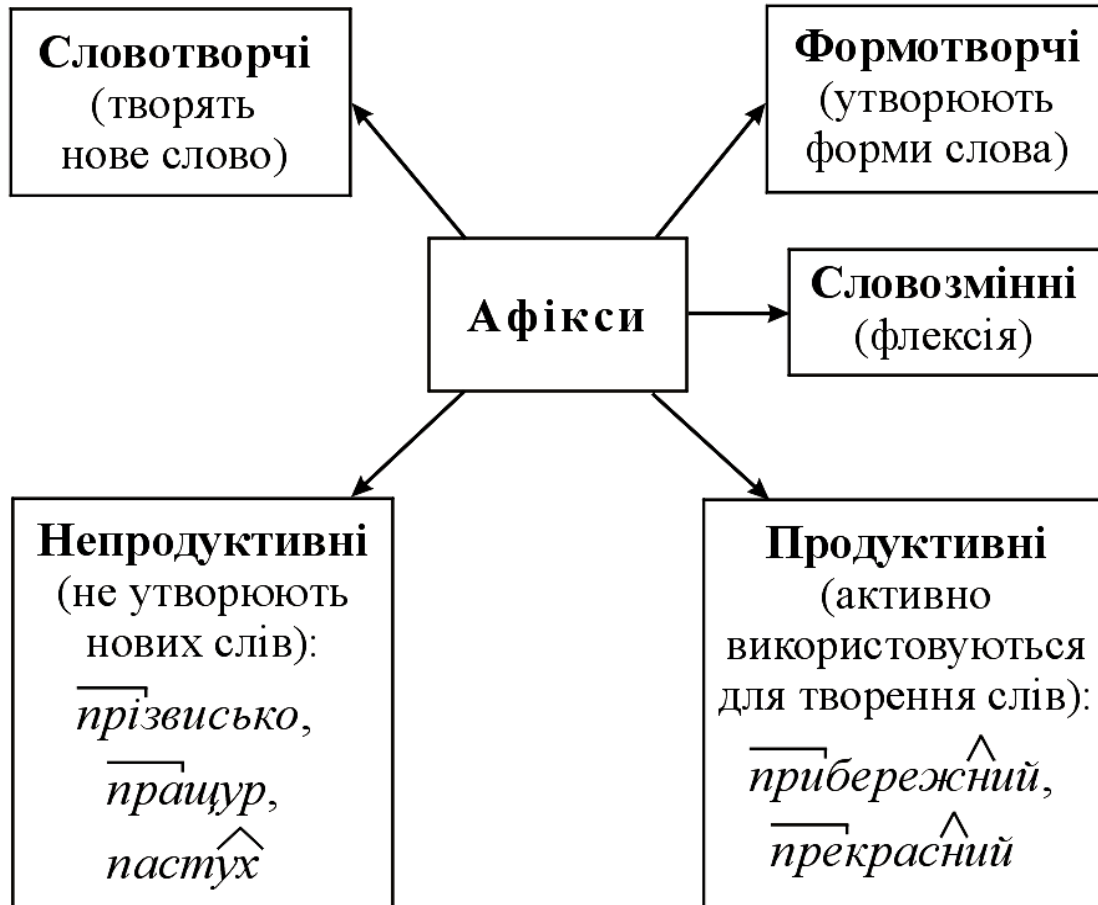 Словотворчі
(творять
нове слово)
Формотворчі
(утворюють
форми слова)
Афікси
Словозмінні
(флексія)
Непродуктивні
(не утворюють
нових слів):
прізвисько,
пращур,
пастух
Продуктивні
(активно
використовуються
для творення слів):
прибережний,
прекрасний